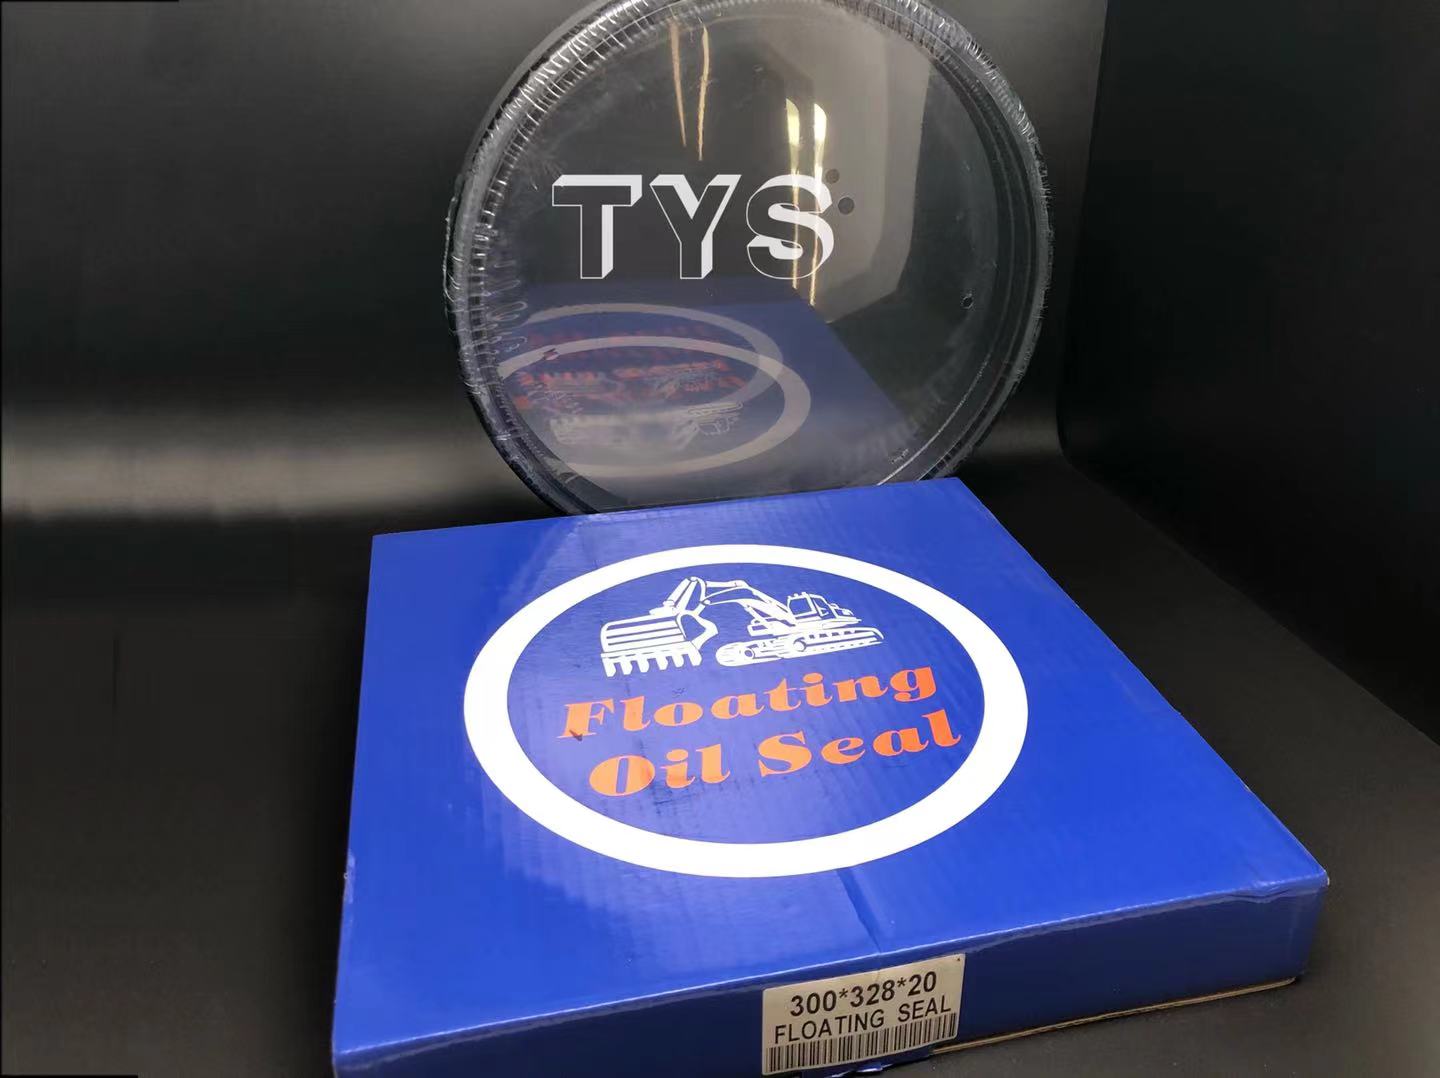 TYS
Floating
Oil Seal
300*328*20
FLOATING SEAL